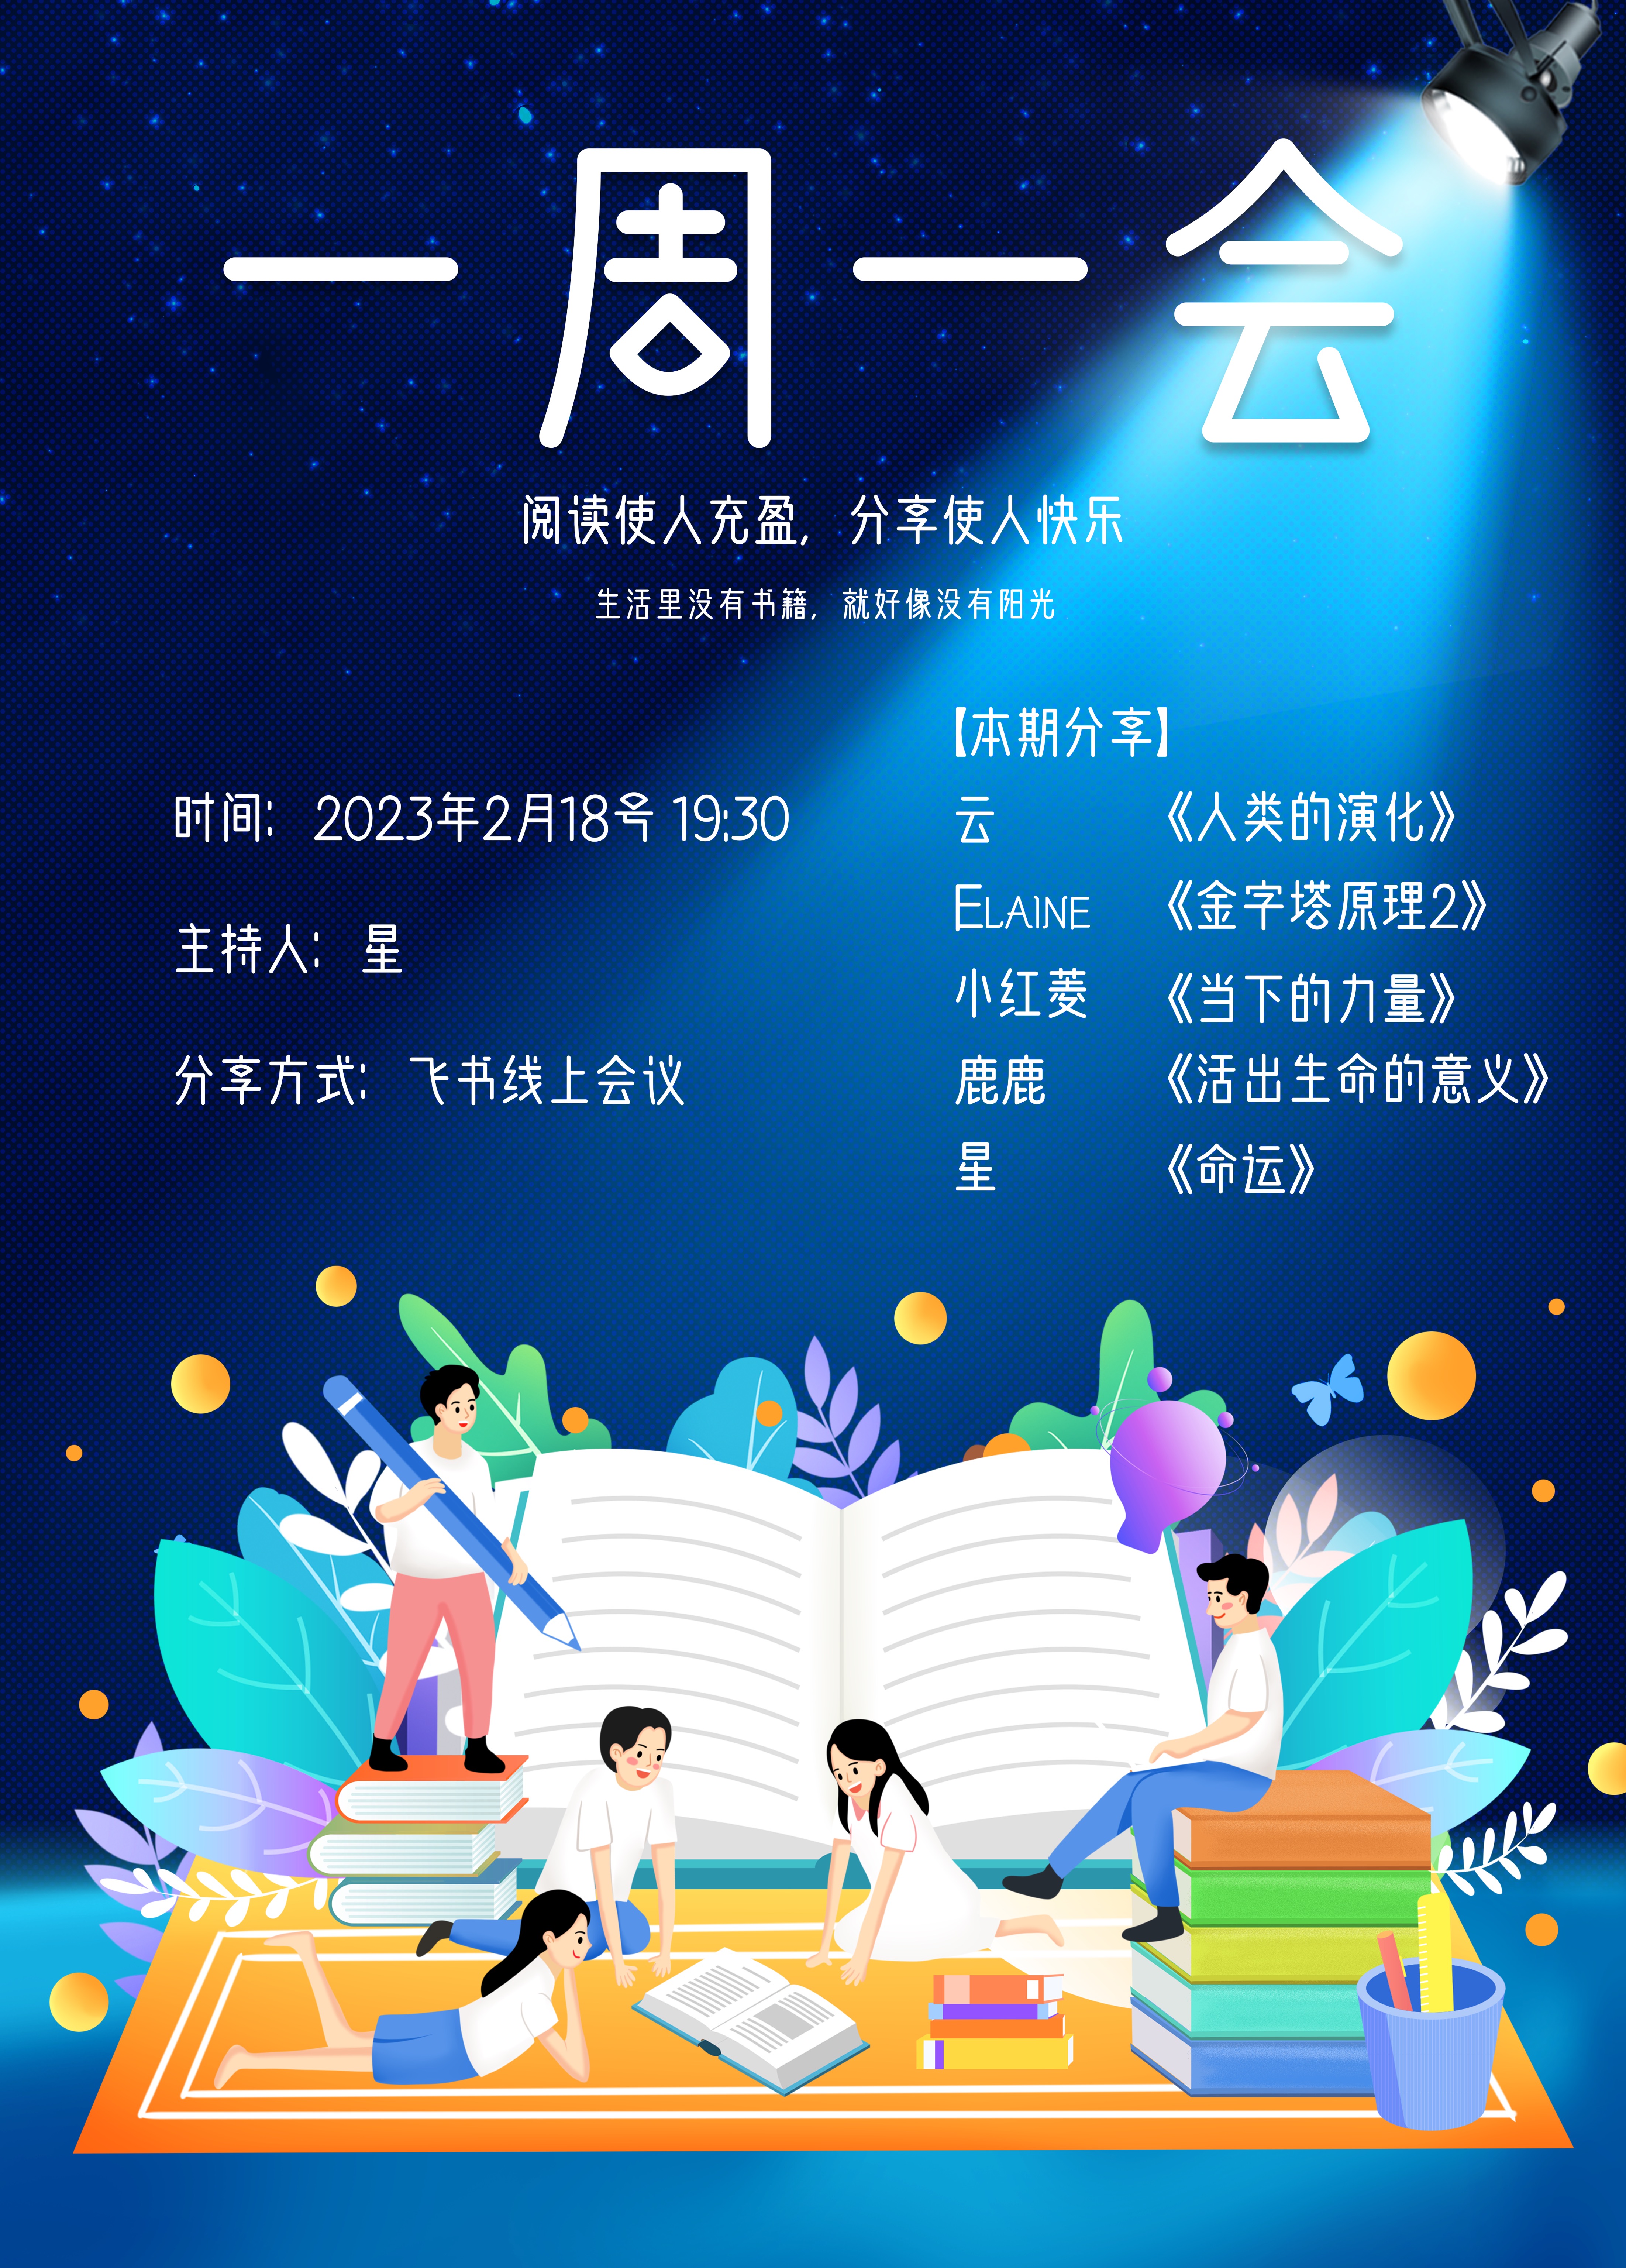 一周一会
阅读使人充盈，分享使人快乐
生活里没有书籍，就好像没有阳光
时间：2023年2月18号 19:30
主持人：星
分享方式：飞书线上会议
【本期分享】
云 《人类的演化》
ELAINE 《金字塔原理2》
小红菱 《当下的力量》
鹿鹿 《活出生命的意义》
星 《命运》